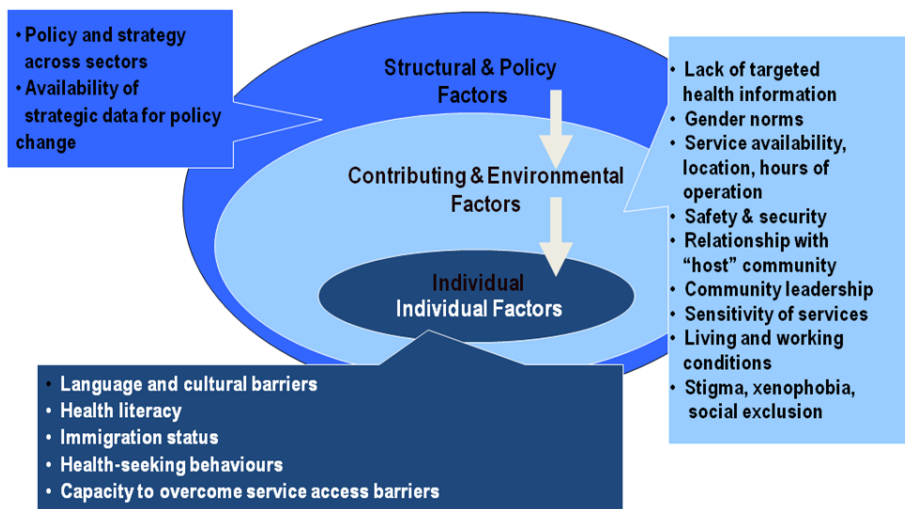 • Policy and strategy
across sectors
• Availability of
strategic data for policy
change
Structural & Policy
Factors
Contributing & Environmental
Factors
Individual
Individual Factors
• Lack of targeted
health information
• Gender norms
• Service availability,
location, hours of
operation
• Safety & security
• Relationship with
“host” community
• Community leadership
• Sensitivity of services
• Living and working
conditions
• Stigma, xenophobia,
social exclusion
• Language and cultural barriers
• Health literacy
• Immigration status
• Health-seeking behaviours
• Capacity to overcome service access barriers